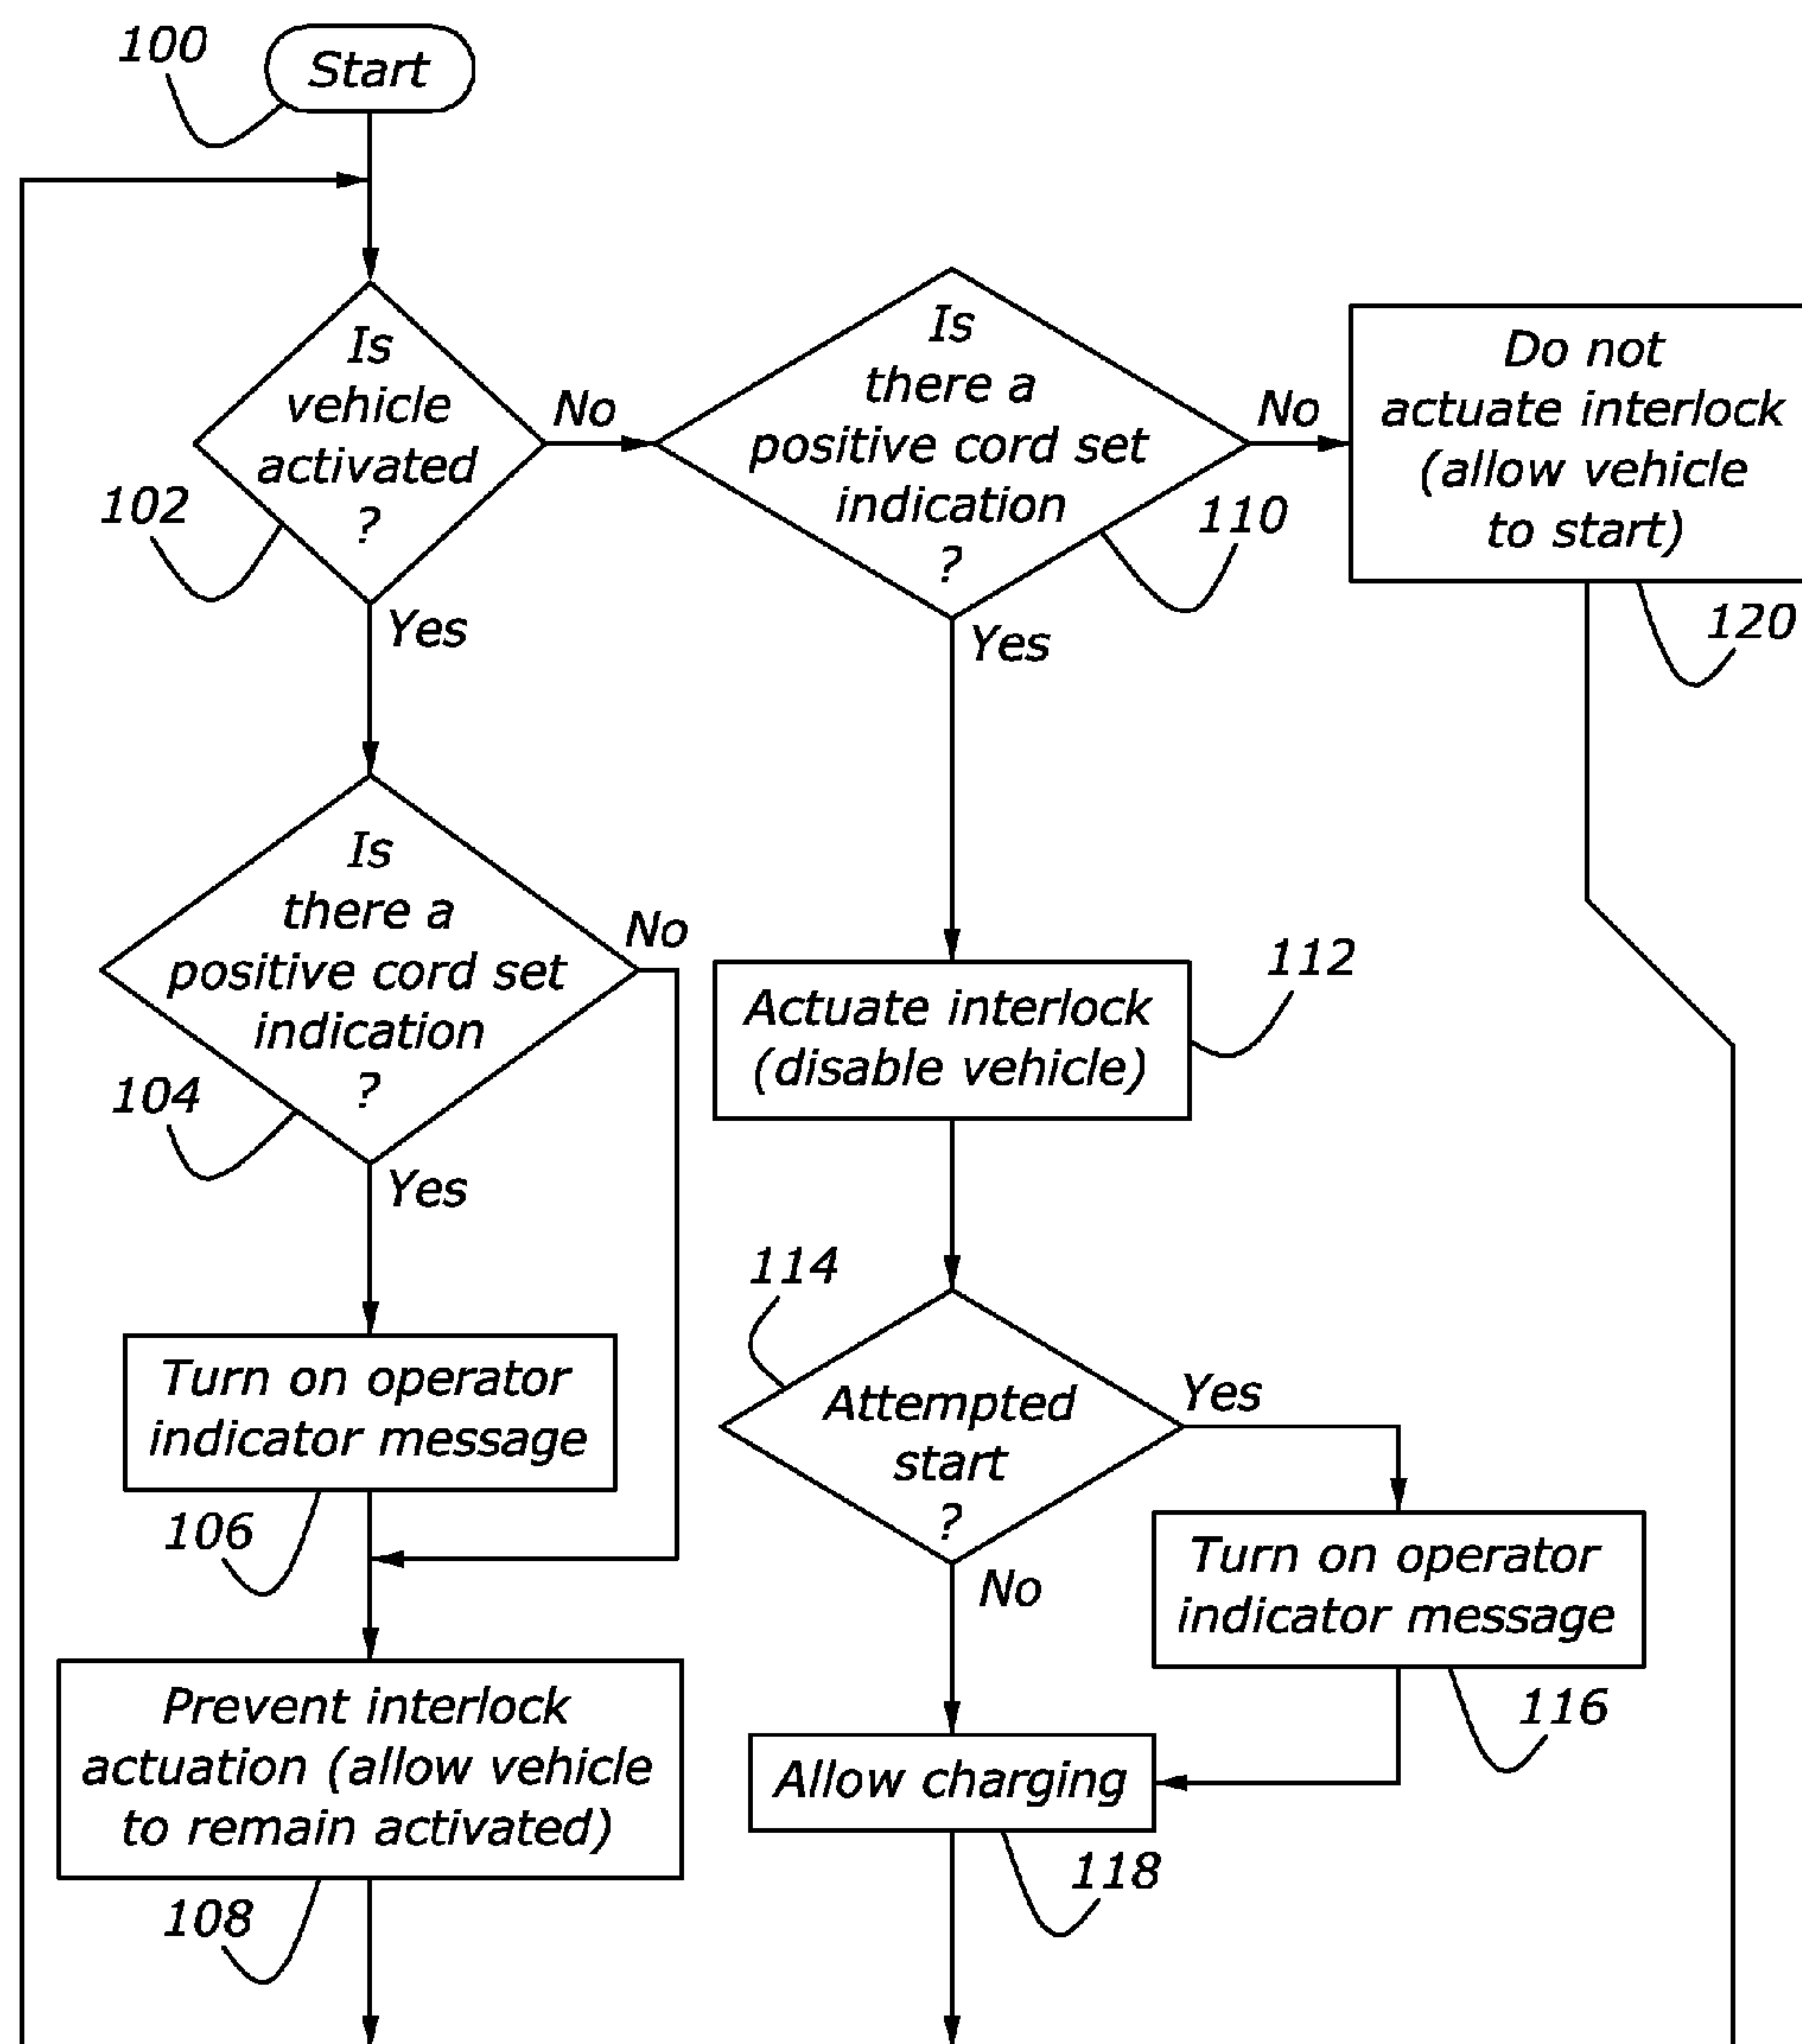 100
Start
Is
vehicle
activated
?
102
No
Yes
Is
there a
positive cord set
indication
?
110
No
Yes
Do not
actuate interlock
(allow vehicle
to start)
120
Is
there a
positive cord set
indication
?
104
No
Yes
Actuate interlock
(disable vehicle)
112
114
Attempted
start
?
Yes
No
Turn on operator
indicator message
106
Turn on operator
indicator message
116
Prevent interlock
actuation (allow vehicle
to remain activated)
108
Allow charging
118